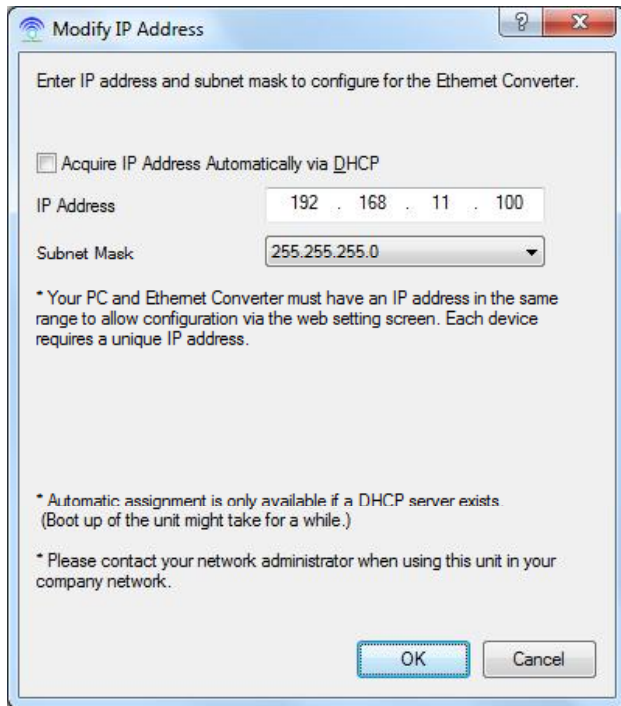 Modify IP Address
Enter IP address and subnet mask to configure for the Ethernet Converter.
Acquire IP Address Automatically via DHCP
IP Address 192 . 168 . 11 . 100
Subnet Mask 255.255.255.0
* Your PC and Ethernet Converter must have an IP address in the same
range to allow configuration via the web setting screen. Each device
requires a unique IP address.
* Automatic assignment is only available if a DHCP server exists.
(Boot up of the unit might take for a while.)
* Please contact your network administrator when using this unit in your
company network.
OK Cancel